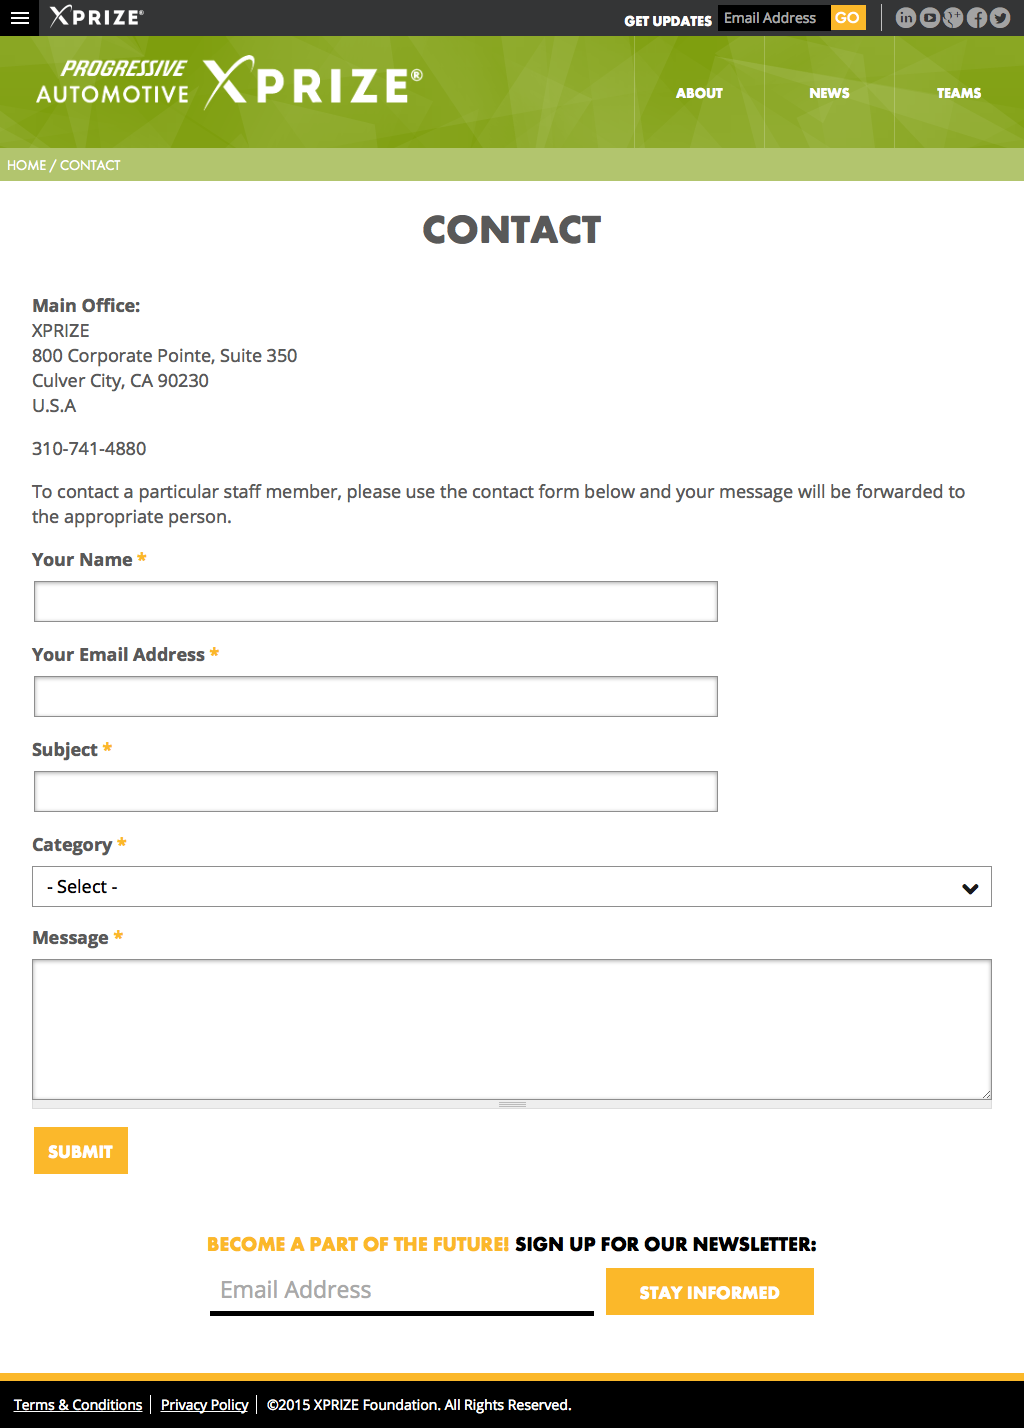 XPRIZE®
GET UPDATES Email Address GO
PROGRESSIVE
AUTOMOTIVE XPRIZE®
ABOUT NEWS TEAMS
HOME / CONTACT
CONTACT
Main Office:
XPRIZE
800 Corporate Pointe, Suite 350
Culver City, CA 90230
U.S.A
310-741-4880
To contact a particular staff member, please use the contact form below and your message will be forwarded to
the appropriate person.
Your Name *
Your Email Address *
Subject *
Category *
- Select -
Message *
SUBMIT
BECOME A PART OF THE FUTURE! SIGN UP FOR OUR NEWSLETTER:
Email Address STAY INFORMED
Terms & Conditions Privacy Policy ©2015 XPRIZE Foundation. All Rights Reserved.